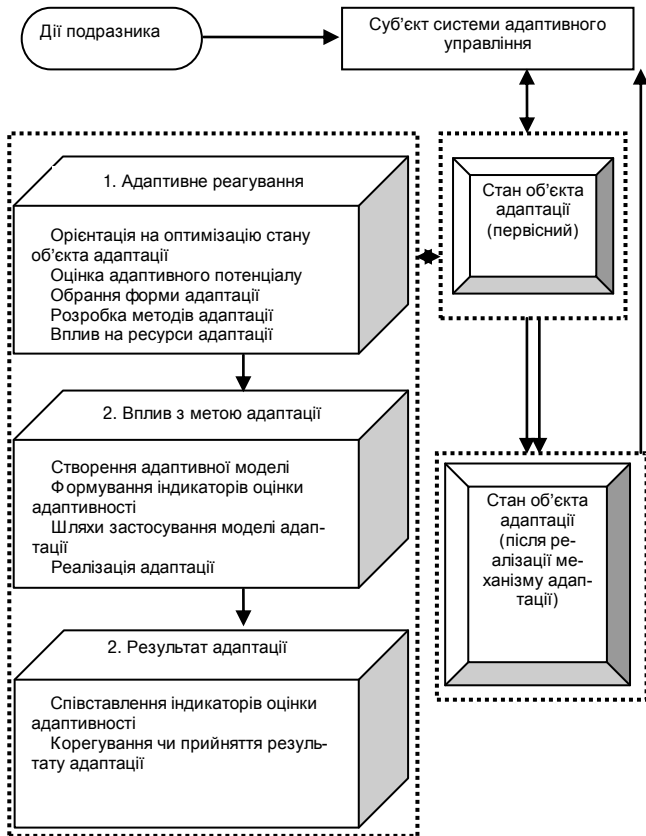 Дії подразника
Суб’єкт системи адаптивного
управління
1. Адаптивне реагування
Орієнтація на оптимізацію стану
об’єкта адаптації
Оцінка адаптивного потенціалу
Обрання форми адаптації
Розробка методів адаптації
Вплив на ресурси адаптації
Стан об’єкта
адаптації
(первісний)
2. Вплив з метою адаптації
Створення адаптивної моделі
Формування індикаторів оцінки
адаптивності
Шляхи застосування моделі адап-
тації
Реалізація адаптації
Стан об’єкта
адаптації
(після ре-
алізації ме-
ханізму адап-
тації)
2. Результат адаптації
Співставлення індикаторів оцінки
адаптивності
Корегування чи прийняття резуль-
тату адаптації